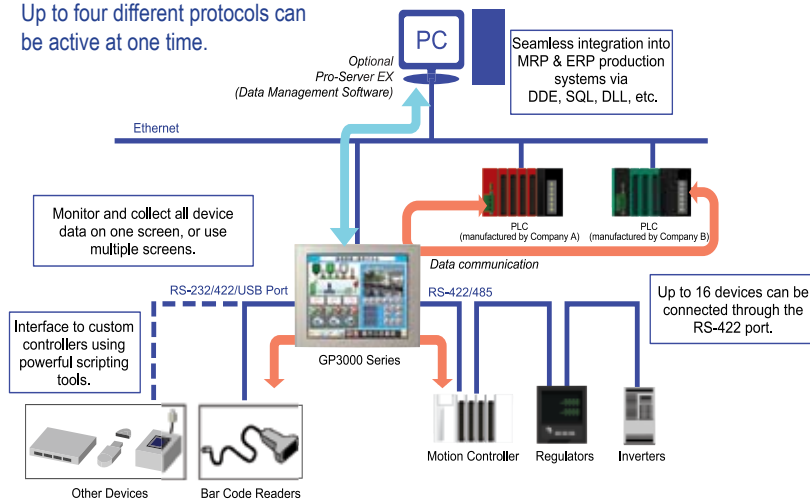 Up to four different protocols can
be active at one time.
PC
Optional
Pro-Server EX
(Data Management Software)
Seamless integration into
MRP & ERP production
systems via
DDE, SQL, DLL, etc.
Ethernet
Monitor and collect all device
data on one screen, or use
multiple screens.
PLC
(manufactured by Company A)
PLC
(manufactured by Company B)
Data communication
RS-232/422/USB Port
RS-422/485
Up to 16 devices can be
connected through the
RS-422 port.
Interface to custom
controllers using
powerful scripting
tools.
GP3000 Series
Other Devices
Bar Code Readers
Motion Controller
Regulators
Inverters